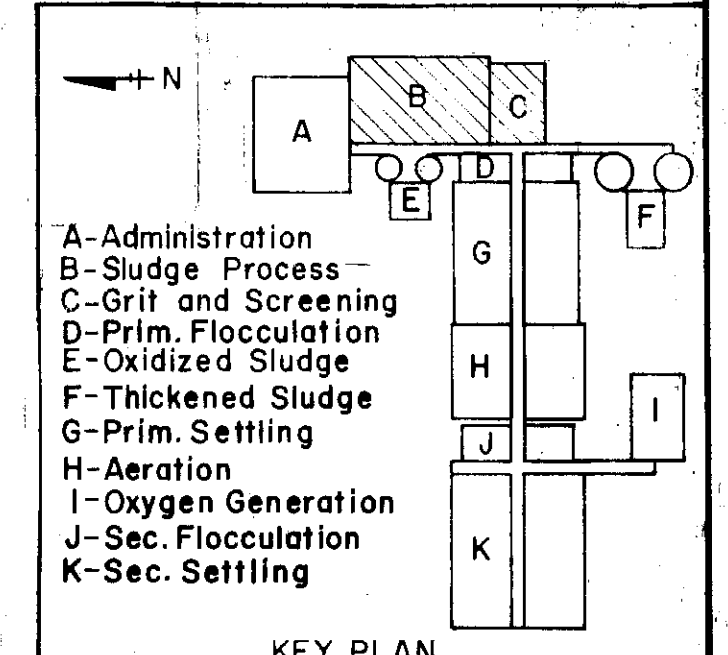 N
A
B
C
D
E
F
G
H
I
J
K
A-Administration
B-Sludge Process
C-Grit and Screening
D-Prim. Flocculation
E-Oxidized Sludge
F-Thickened Sludge
G-Prim. Settling
H-Aeration
I-Oxygen Generation
J-Sec. Flocculation
K-Sec. Settling
KEY PLAN